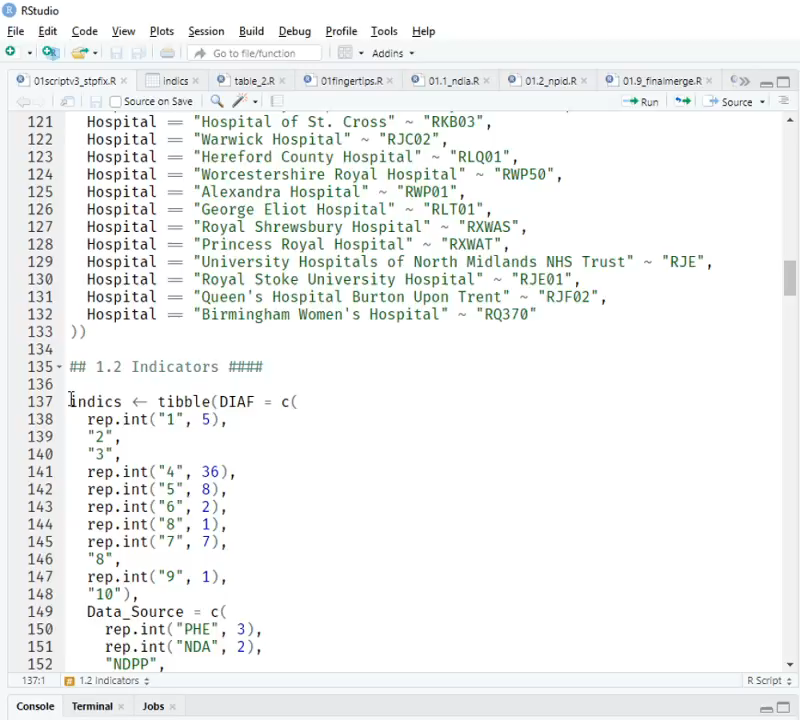 RStudio
File Edit Code View Plots Session Build Debug Profile Tools Help
Go to file/function Addins
01scriptv3_stpfix.R indics table_2.R 01fingertips.R 01.1_ndia.R 01.2_npid.R 01.9_finalmerge.R
Source on Save Run Source
121 Hospital == "Hospital of St. Cross" ~ "RKB03",
122 Hospital == "Warwick Hospital" ~ "RJC02",
123 Hospital == "Hereford County Hospital" ~ "RLQ01",
124 Hospital == "Worcestershire Royal Hospital" ~ "RWP50",
125 Hospital == "Alexandra Hospital" ~ "RWP01",
126 Hospital == "George Eliot Hospital" ~ "RLT01",
127 Hospital == "Royal Shrewsbury Hospital" ~ "RXWAS",
128 Hospital == "Princess Royal Hospital" ~ "RXWAT",
129 Hospital == "University Hospitals of North Midlands NHS Trust" ~ "RJE",
130 Hospital == "Royal Stoke University Hospital" ~ "RJE01",
131 Hospital == "Queen's Hospital Burton Upon Trent" ~ "RJF02",
132 Hospital == "Birmingham Women's Hospital" ~ "RQ370"
133 ))
134
135 ## 1.2 Indicators ####
136
137 indics <- tibble(DIAF = c(
138 rep.int("1", 5),
139 "2",
140 "3",
141 rep.int("4", 36),
142 rep.int("5", 8),
143 rep.int("6", 2),
144 rep.int("8", 1),
145 rep.int("7", 7),
146 "8",
147 rep.int("9", 1),
148 "10"),
149 Data_Source = c(
150 rep.int("PHE", 3),
151 rep.int("NDA", 2),
152 "NDPP",
137:1 # 1.2 Indicators R Script
Console Terminal Jobs